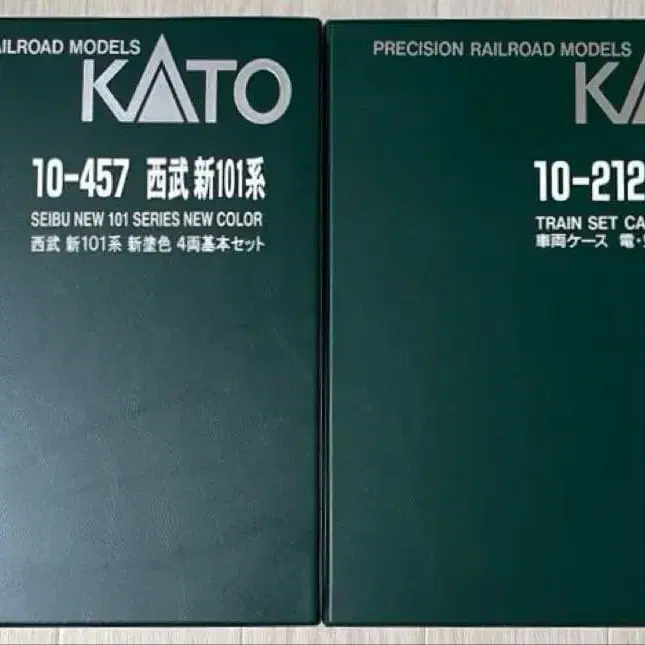 RAILROAD MODELS
KATO
10-457 西武 新101系
SEIBU NEW 101 SERIES NEW COLOR
西武 新101系 新塗色 4両基本セット
PRECISION RAILROAD MODELS
KA
10-212
TRAIN SET CA
車両ケース 電・